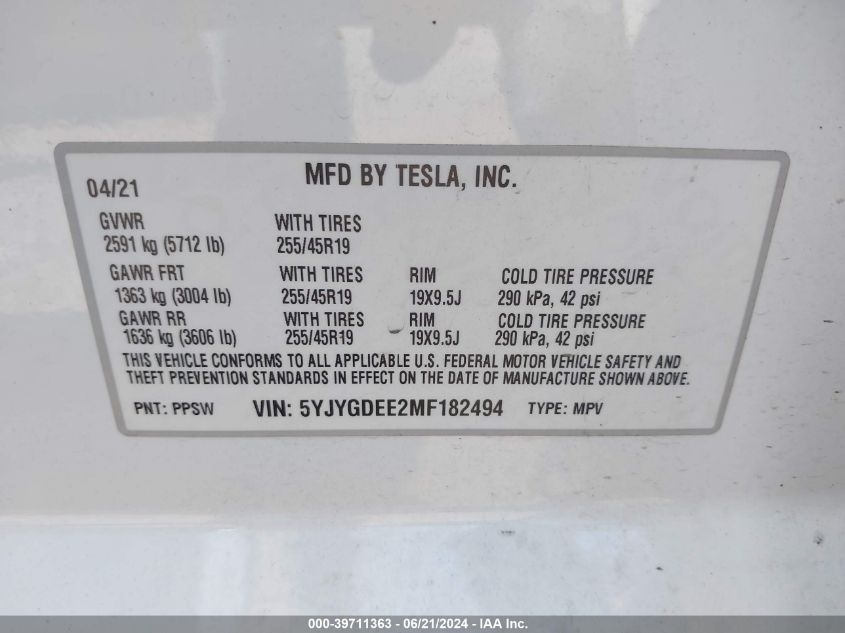 04/21 MFD BY TESLA, INC.
GVWR WITH TIRES
2591 kg (5712 lb) 255/45R19
GAWR FRT WITH TIRES RIM COLD TIRE PRESSURE
1363 kg (3004 lb) 255/45R19 19X9.5J 290 kPa, 42 psi
GAWR RR WITH TIRES RIM COLD TIRE PRESSURE
1636 kg (3606 lb) 255/45R19 19X9.5J 290 kPa, 42 psi
THIS VEHICLE CONFORMS TO ALL APPLICABLE U.S. FEDERAL MOTOR VEHICLE SAFETY AND
THEFT PREVENTION STANDARDS IN EFFECT ON THE DATE OF MANUFACTURE SHOWN ABOVE.
PNT: PPSW VIN: 5YJYGDEE2MF182494 TYPE: MPV
000-39711363 - 06/21/2024 - IAA Inc.